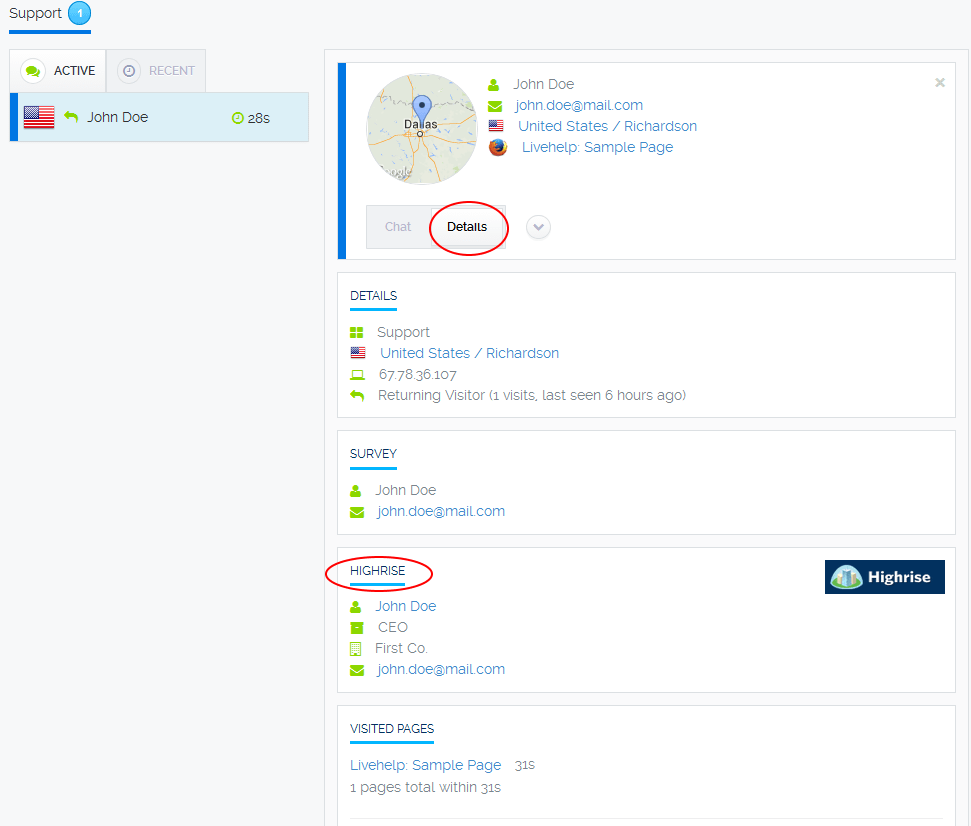 Support 1
ACTIVE RECENT
John Doe 28s
Dallas
John Doe
john.doe@mail.com
United States / Richardson
Livehelp: Sample Page
Chat Details
DETAILS
Support
United States / Richardson
67.78.36.107
Returning Visitor (1 visits, last seen 6 hours ago)
SURVEY
John Doe
john.doe@mail.com
HIGHRISE
Highrise
John Doe
CEO
First Co.
john.doe@mail.com
VISITED PAGES
Livehelp: Sample Page 31s
1 pages total within 31s